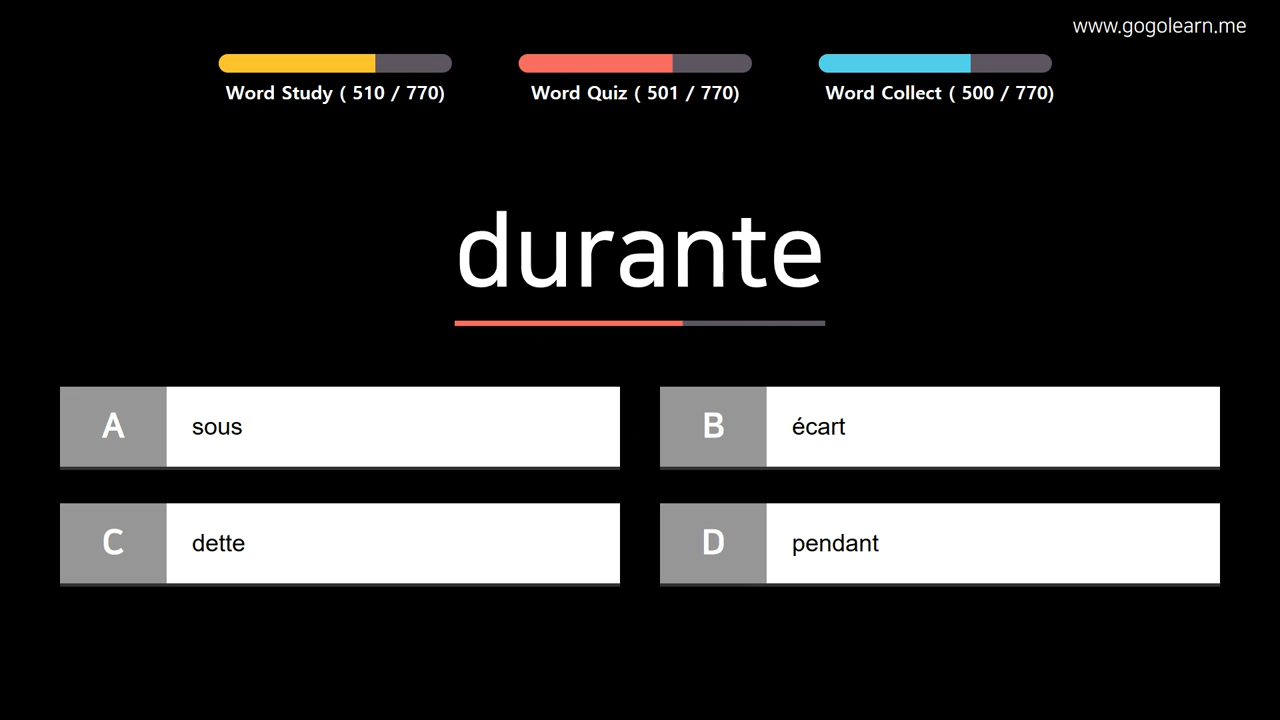 www.gogolearn.me
Word Study ( 510 / 770)
Word Quiz ( 501 / 770)
Word Collect ( 500 / 770)
durante
A sous
B écart
C dette
D pendant